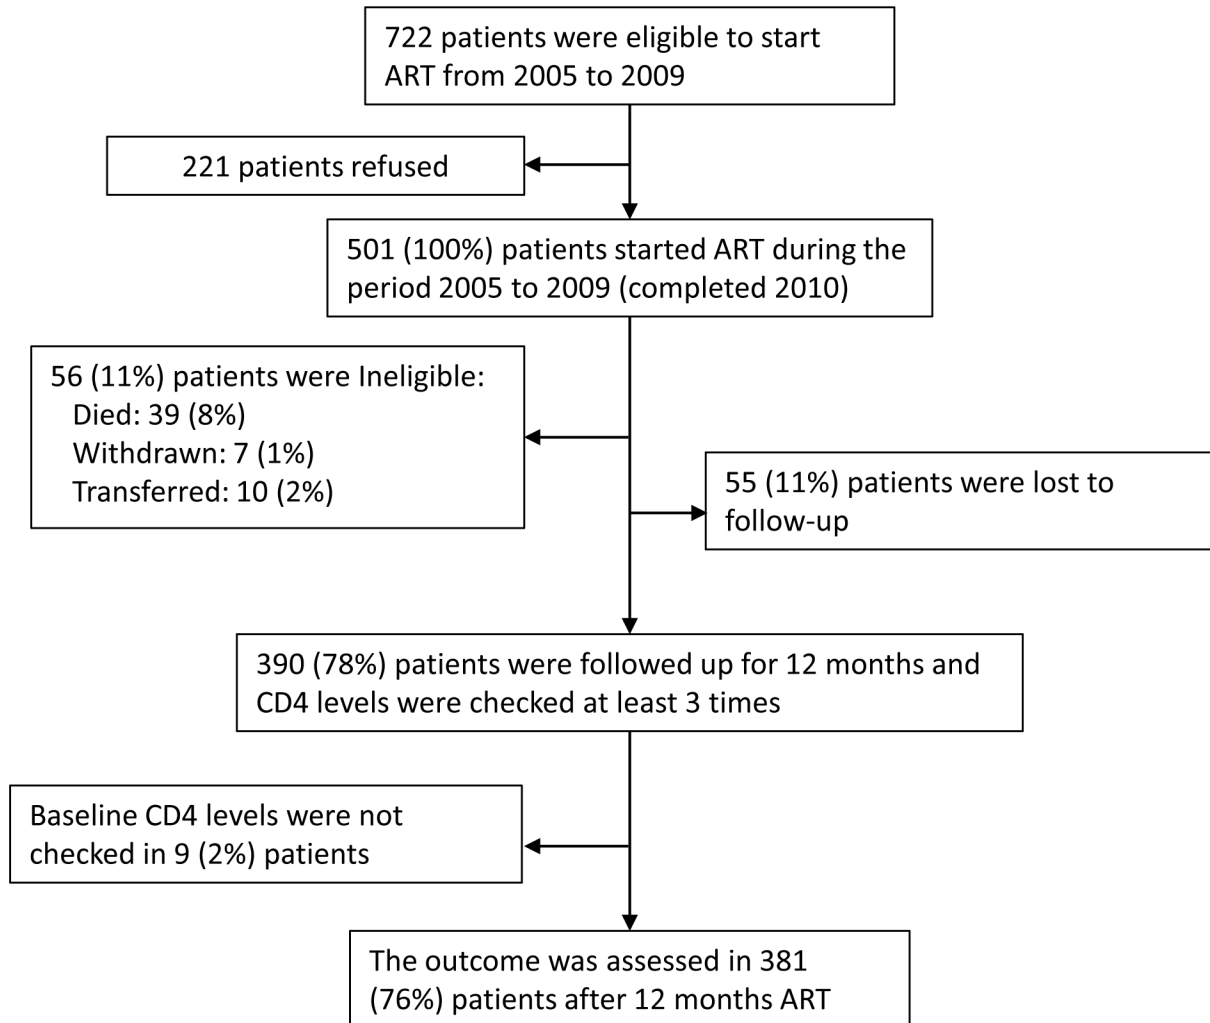 722 patients were eligible to start
ART from 2005 to 2009
221 patients refused
501 (100%) patients started ART during the
period 2005 to 2009 (completed 2010)
56 (11%) patients were Ineligible:
Died: 39 (8%)
Withdrawn: 7 (1%)
Transferred: 10 (2%)
55 (11%) patients were lost to
follow-up
390 (78%) patients were followed up for 12 months and
CD4 levels were checked at least 3 times
Baseline CD4 levels were not
checked in 9 (2%) patients
The outcome was assessed in 381
(76%) patients after 12 months ART